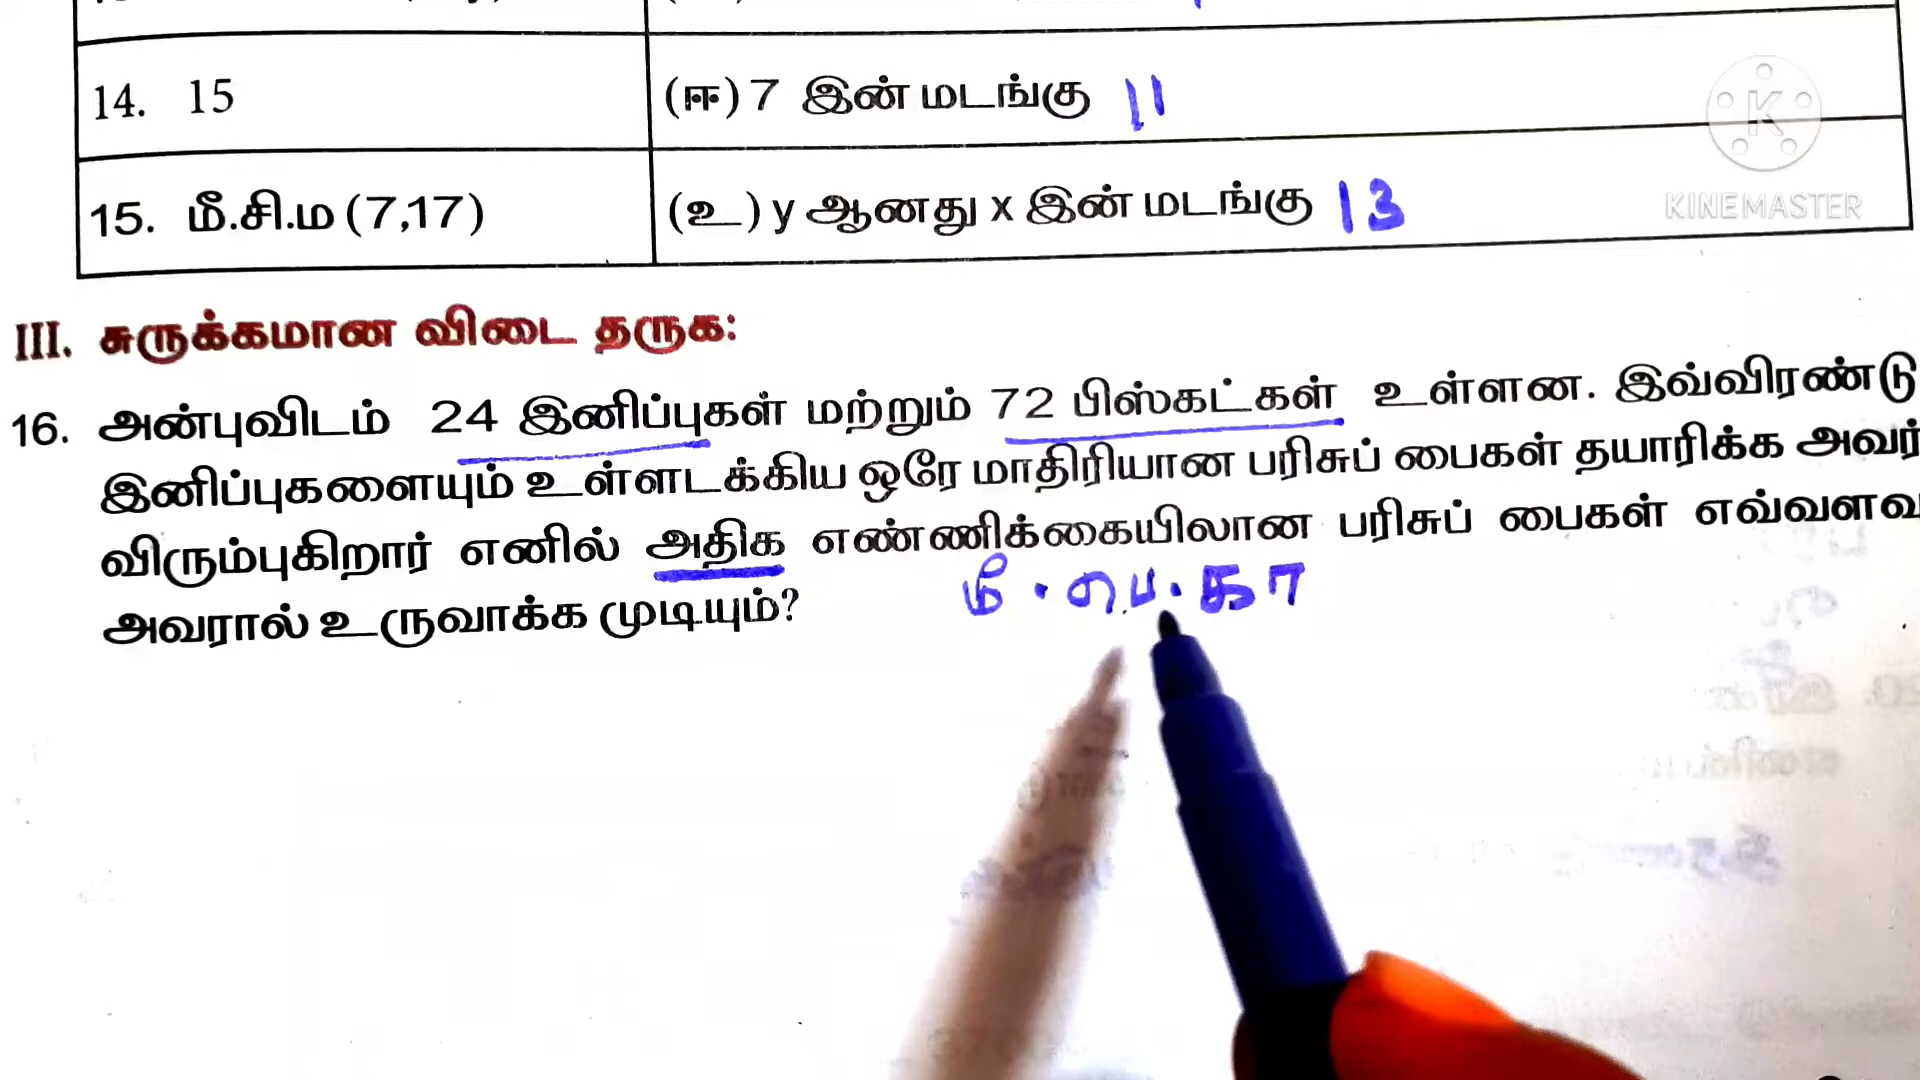 14. 15
(ஈ) 7 இன் மடங்கு 11
15. மீ.சி.ம (7,17)
(உ) y ஆனது x இன் மடங்கு 13
KINEMASTER
III. சுருக்கமான விடை தருக:
16. அன்புவிடம் 24 இனிப்புகள் மற்றும் 72 பிஸ்கட்கள் உள்ளன. இவ்விரண்டு
இனிப்புகளையும் உள்ளடக்கிய ஒரே மாதிரியான பரிசுப் பைகள் தயாரிக்க அவர்
விரும்புகிறார் எனில் அதிக எண்ணிக்கையிலான பரிசுப் பைகள் எவ்வளவு
அவரால் உருவாக்க முடியும்?
மீ.பெ.கா